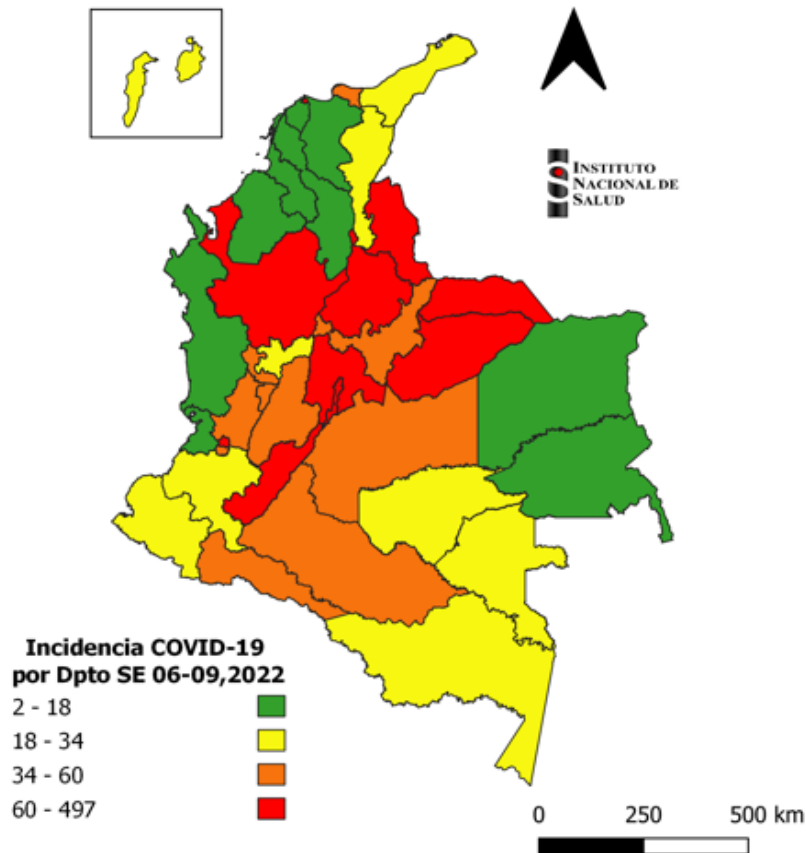 INSTITUTO
NACIONAL DE
SALUD
Incidencia COVID-19
por Dpto SE 06-09,2022
2 - 18
18 - 34
34 - 60
60 - 497
0 250 500 km